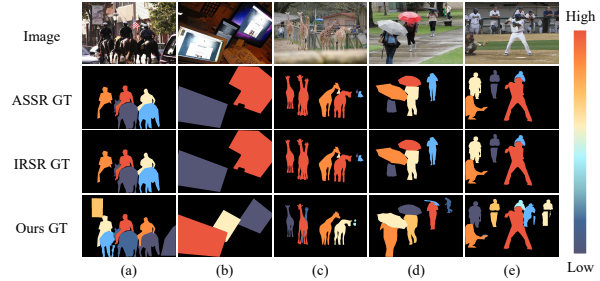 High
Image
ASSR GT
IRSR GT
Ours GT
Low
(a) (b) (c) (d) (e)